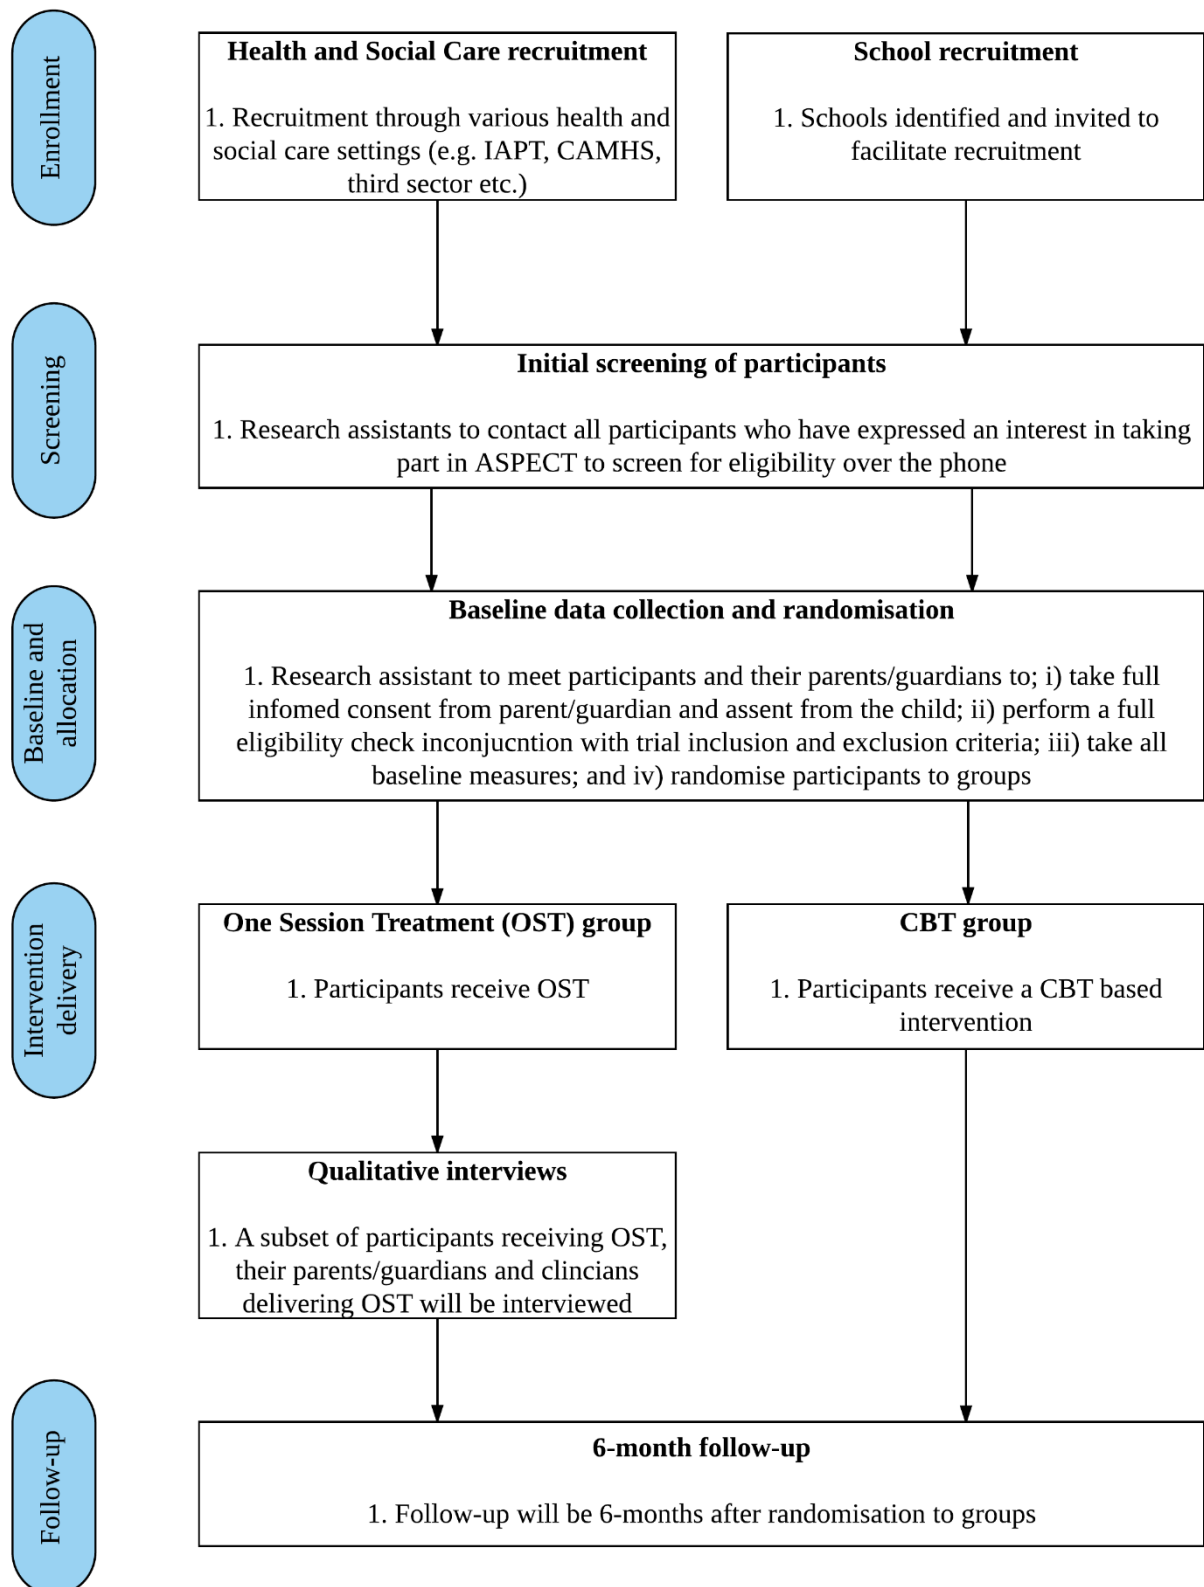 Enrollment
Health and Social Care recruitment
1. Recruitment through various health and
social care settings (e.g. IAPT, CAMHS,
third sector etc.)
School recruitment
1. Schools identified and invited to
facilitate recruitment
Screening
Initial screening of participants
1. Research assistants to contact all participants who have expressed an interest in taking
part in ASPECT to screen for eligibility over the phone
Baseline and
allocation
Baseline data collection and randomisation
1. Research assistant to meet participants and their parents/guardians to; i) take full
infomed consent from parent/guardian and assent from the child; ii) perform a full
eligibility check inconjucntion with trial inclusion and exclusion criteria; iii) take all
baseline measures; and iv) randomise participants to groups
Intervention
delivery
One Session Treatment (OST) group
1. Participants receive OST
CBT group
1. Participants receive a CBT based
intervention
Qualitative interviews
1. A subset of participants receiving OST,
their parents/guardians and clincians
delivering OST will be interviewed
Follow-up
6-month follow-up
1. Follow-up will be 6-months after randomisation to groups